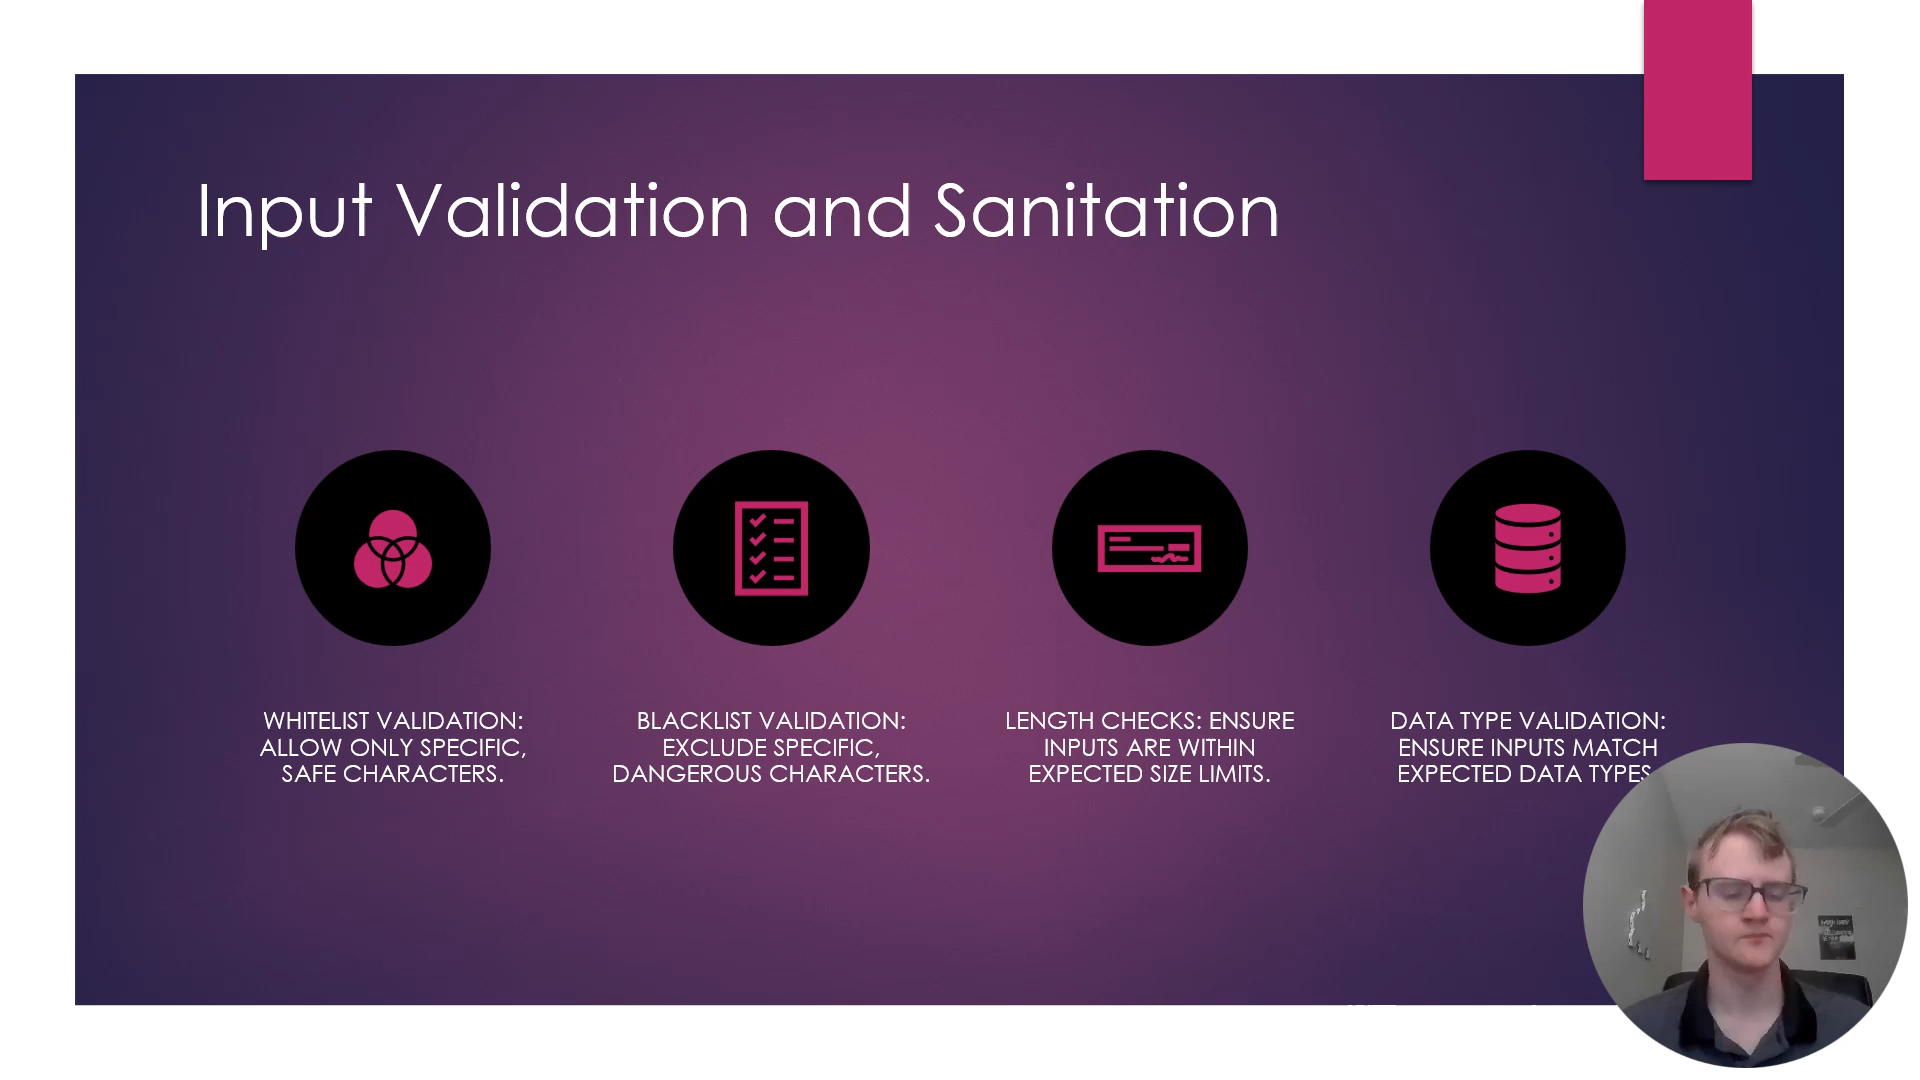 Input Validation and Sanitation
WHITELIST VALIDATION:
ALLOW ONLY SPECIFIC,
SAFE CHARACTERS.
BLACKLIST VALIDATION:
EXCLUDE SPECIFIC,
DANGEROUS CHARACTERS.
LENGTH CHECKS: ENSURE
INPUTS ARE WITHIN
EXPECTED SIZE LIMITS.
DATA TYPE VALIDATION:
ENSURE INPUTS MATCH
EXPECTED DATA TYPES.